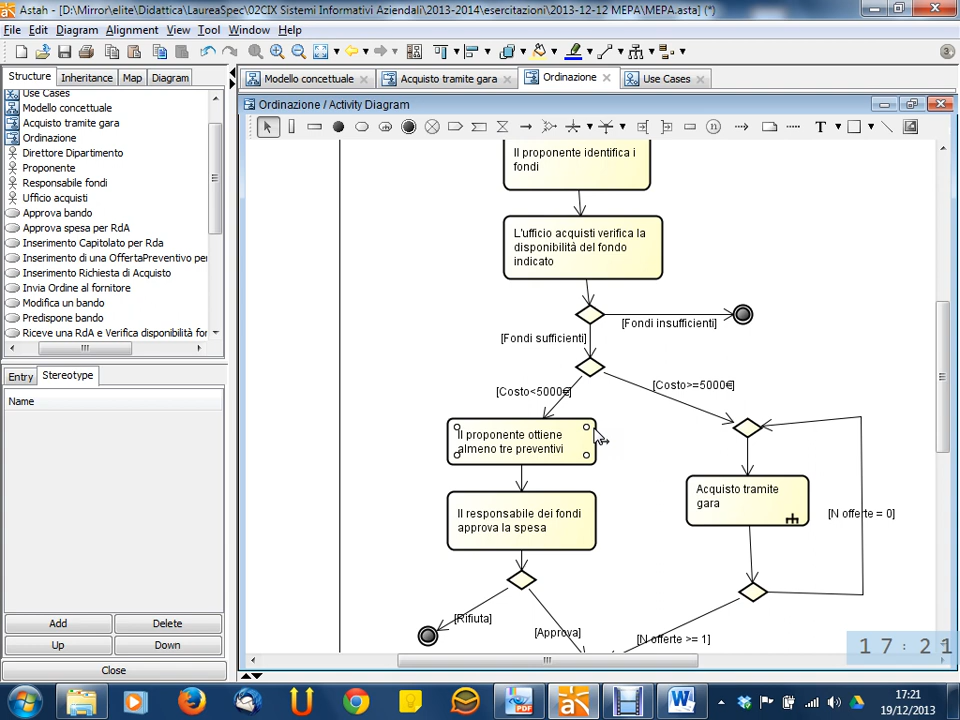 Astah - [D:\Mirror\elite\Didattica\LaureaSpec\02CIX Sistemi Informativi Aziendali\2013-2014\esercitazioni\2013-12-12 MEPA\MEPA.asta] (*)
File Edit Diagram Alignment View Tool Window Help
3
Structure Inheritance Map Diagram
Modello concettuale Acquisto tramite gara Ordinazione Use Cases
Use Cases
Modello concettuale
Acquisto tramite gara
Ordinazione
Direttore Dipartimento
Proponente
Responsabile fondi
Ufficio acquisti
Approva bando
Approva spesa per RdA
Inserimento Capitolato per Rda
Inserimento di una OffertaPreventivo per
Inserimento Richiesta di Acquisto
Invia Ordine al fornitore
Modifica un bando
Predispone bando
Riceve una RdA e Verifica disponibilità for
Entry Stereotype
Name
Add Delete
Up Down
Close
Ordinazione / Activity Diagram
T
Il proponente identifica i
fondi
L'ufficio acquisti verifica la
disponibilità del fondo
indicato
[Fondi insufficienti]
[Fondi sufficienti]
[Costo<5000€]
[Costo>=5000€]
Il proponente ottiene
almeno tre preventivi
Acquisto tramite
gara
[N offerte = 0]
Il responsabile dei fondi
approva la spesa
[Rifiuta]
[Approva]
[N offerte >= 1]
17:21
17:21
19/12/2013